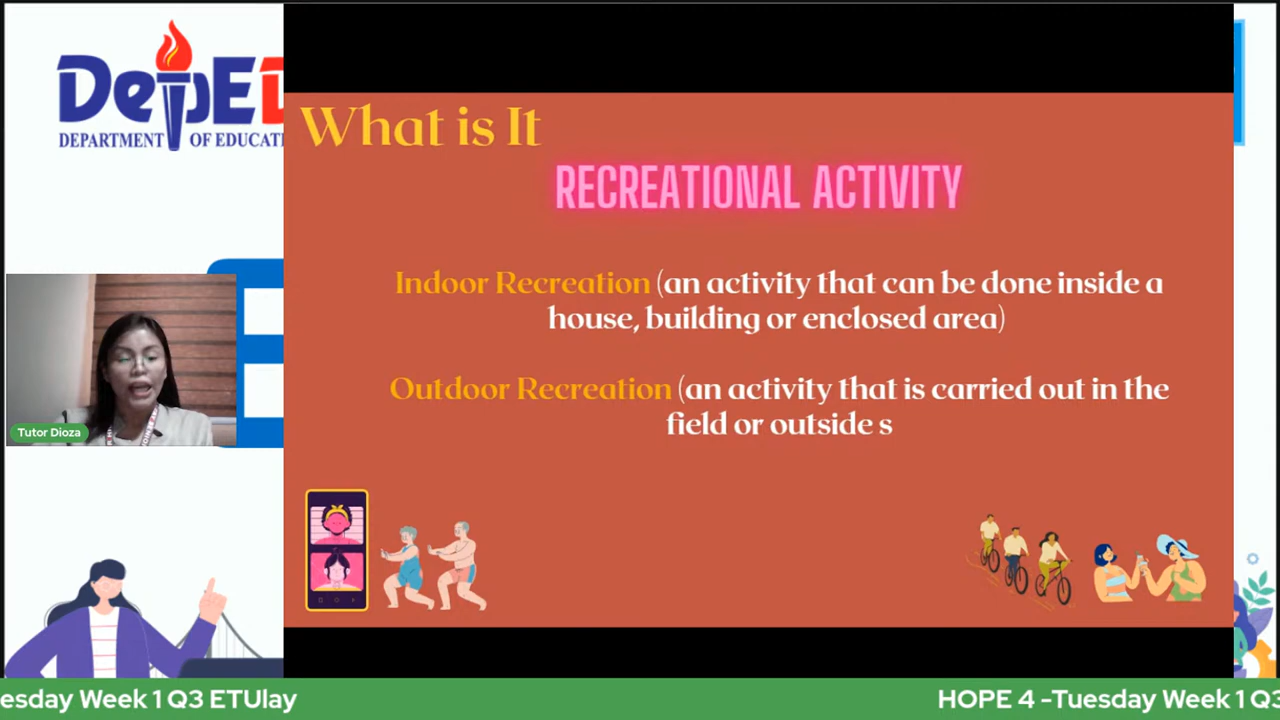 DepED
DEPARTMENT OF EDUCATI
What is It
RECREATIONAL ACTIVITY
Indoor Recreation (an activity that can be done inside a
house, building or enclosed area)
Outdoor Recreation (an activity that is carried out in the
field or outside s
Tutor Dioza
esday Week 1 Q3 ETUlay
HOPE 4 -Tuesday Week 1 Q3